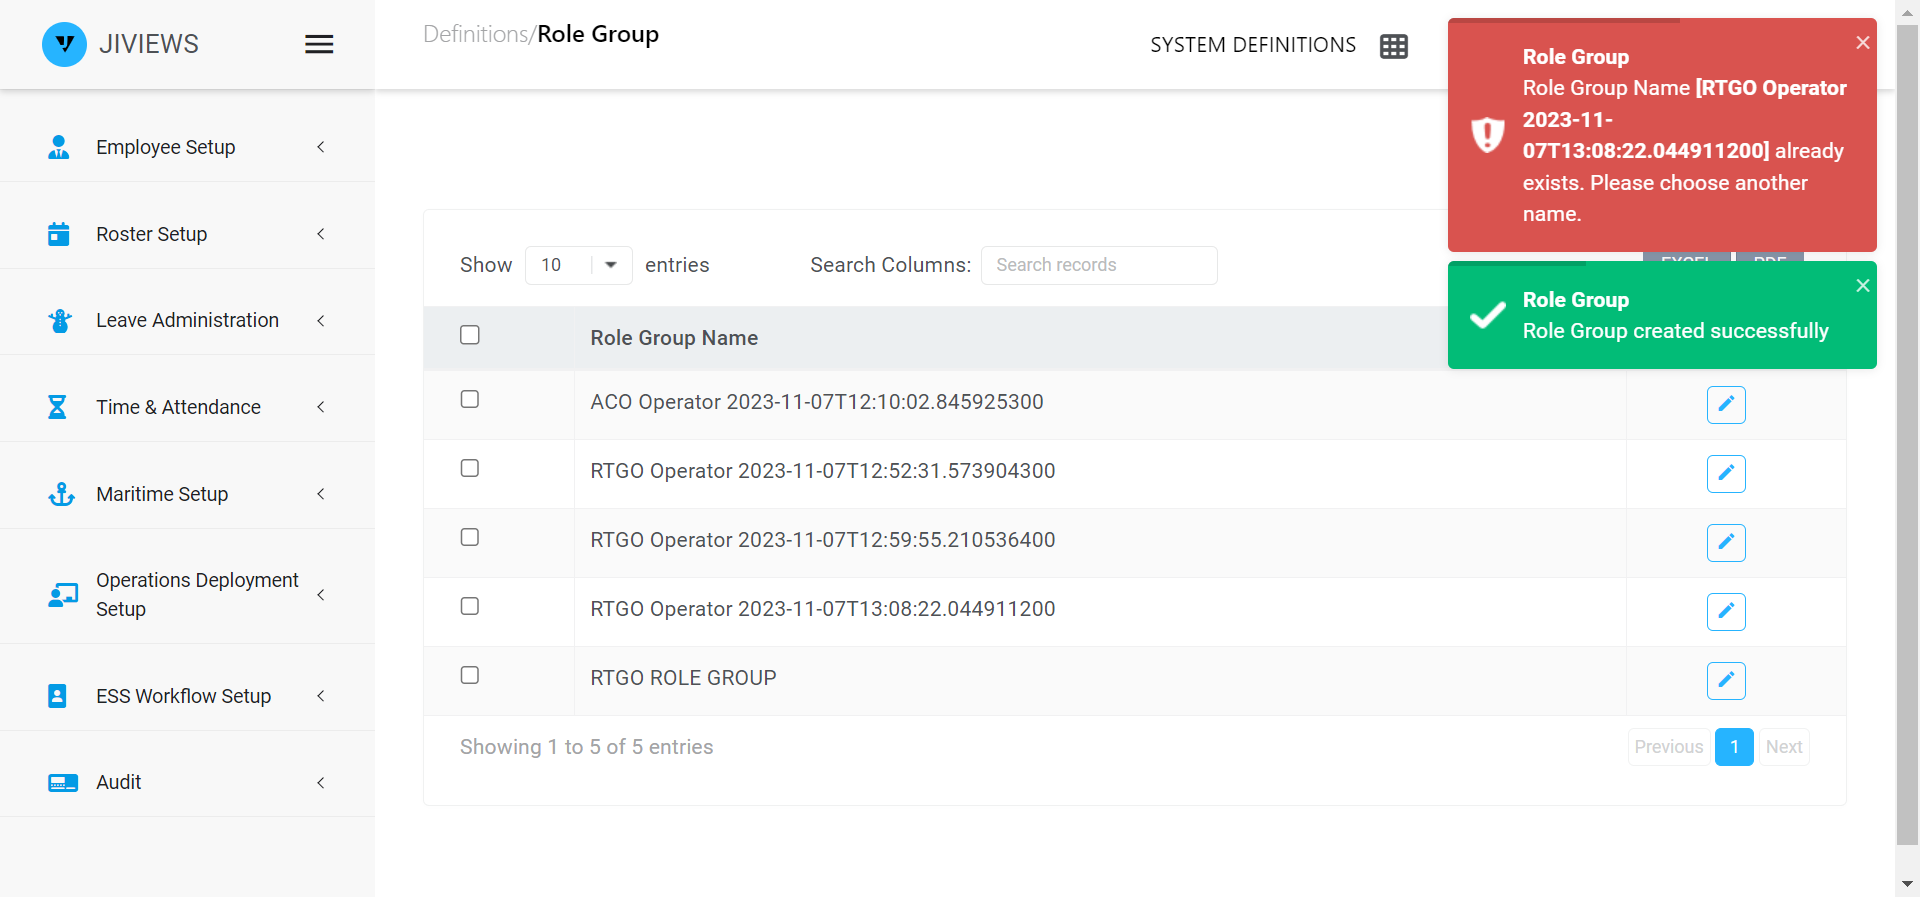 JIVIEWS
Definitions/Role Group
SYSTEM DEFINITIONS
Role Group
Role Group Name [RTGO Operator
2023-11-
07T13:08:22.044911200] already
exists. Please choose another
name.
Role Group
Role Group created successfully
Employee Setup
Roster Setup
Leave Administration
Time & Attendance
Maritime Setup
Operations Deployment
Setup
ESS Workflow Setup
Audit
Show 10 entries
Search Columns: Search records
EXCEL PDF
Role Group Name
ACO Operator 2023-11-07T12:10:02.845925300
RTGO Operator 2023-11-07T12:52:31.573904300
RTGO Operator 2023-11-07T12:59:55.210536400
RTGO Operator 2023-11-07T13:08:22.044911200
RTGO ROLE GROUP
Showing 1 to 5 of 5 entries
Previous 1 Next